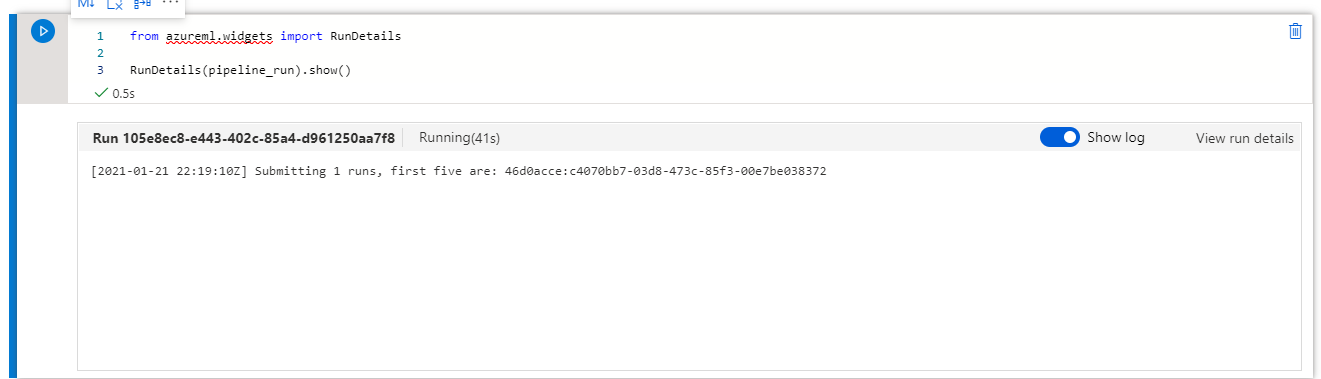 M↓
1 from azureml.widgets import RunDetails
2
3 RunDetails(pipeline_run).show()
0.5s
Run 105e8ec8-e443-402c-85a4-d961250aa7f8 Running(41s) Show log View run details
[2021-01-21 22:19:10Z] Submitting 1 runs, first five are: 46d0acce:c4070bb7-03d8-473c-85f3-00e7be038372